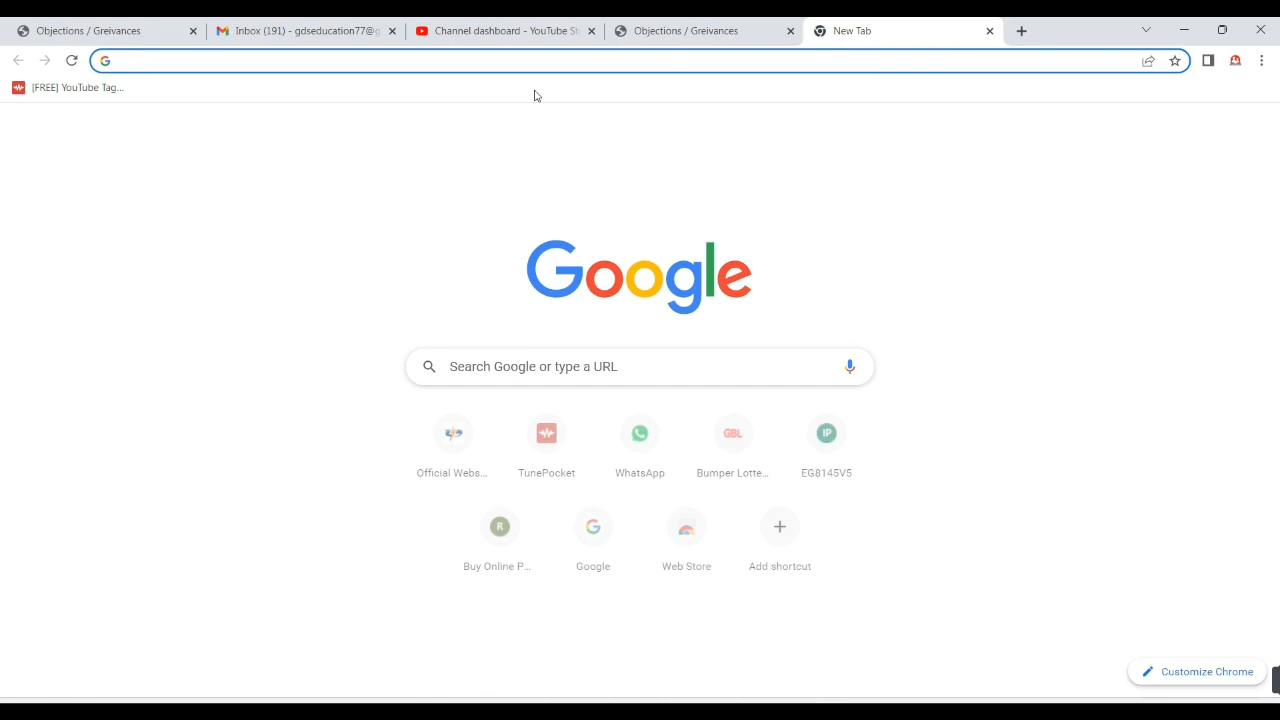 Objections / Greivances
Inbox (191) - gdseducation77@g
Channel dashboard - YouTube St
Objections / Greivances
New Tab
[FREE] YouTube Tag...
Google
Search Google or type a URL
Official Webs...
TunePocket
WhatsApp
GBL
Bumper Lotte...
IP
EG8145V5
R
Buy Online P...
Google
Web Store
Add shortcut
Customize Chrome